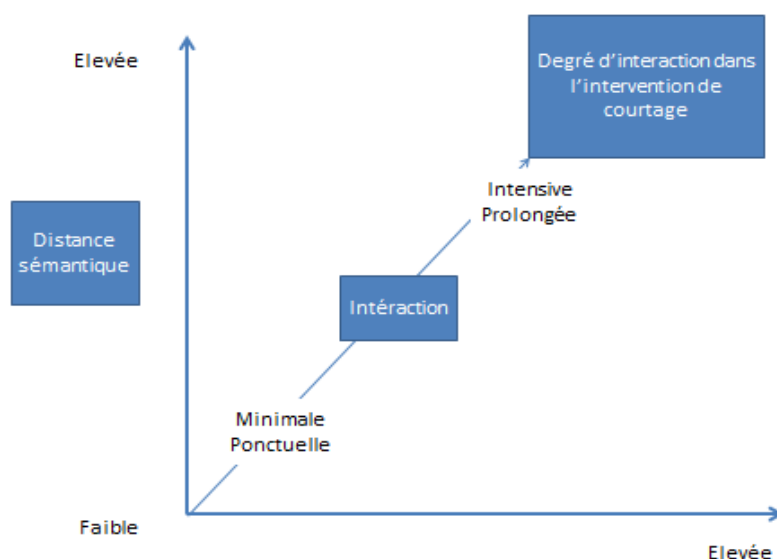 Elevée
Degré d'interaction dans
l'intervention de
courtage
Intensive
Prolongée
Distance
sémantique
Intéraction
Minimale
Ponctuelle
Faible
Elevée